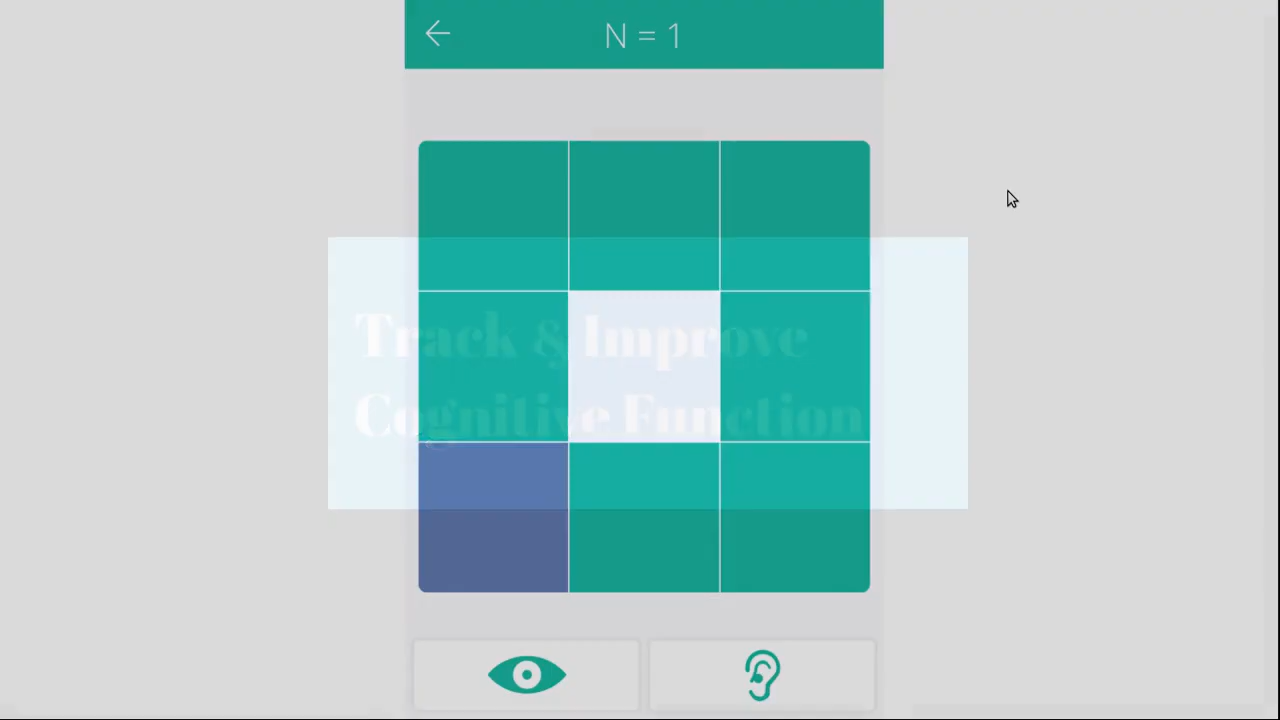 N = 1
Track & Improve
Cognitive Function